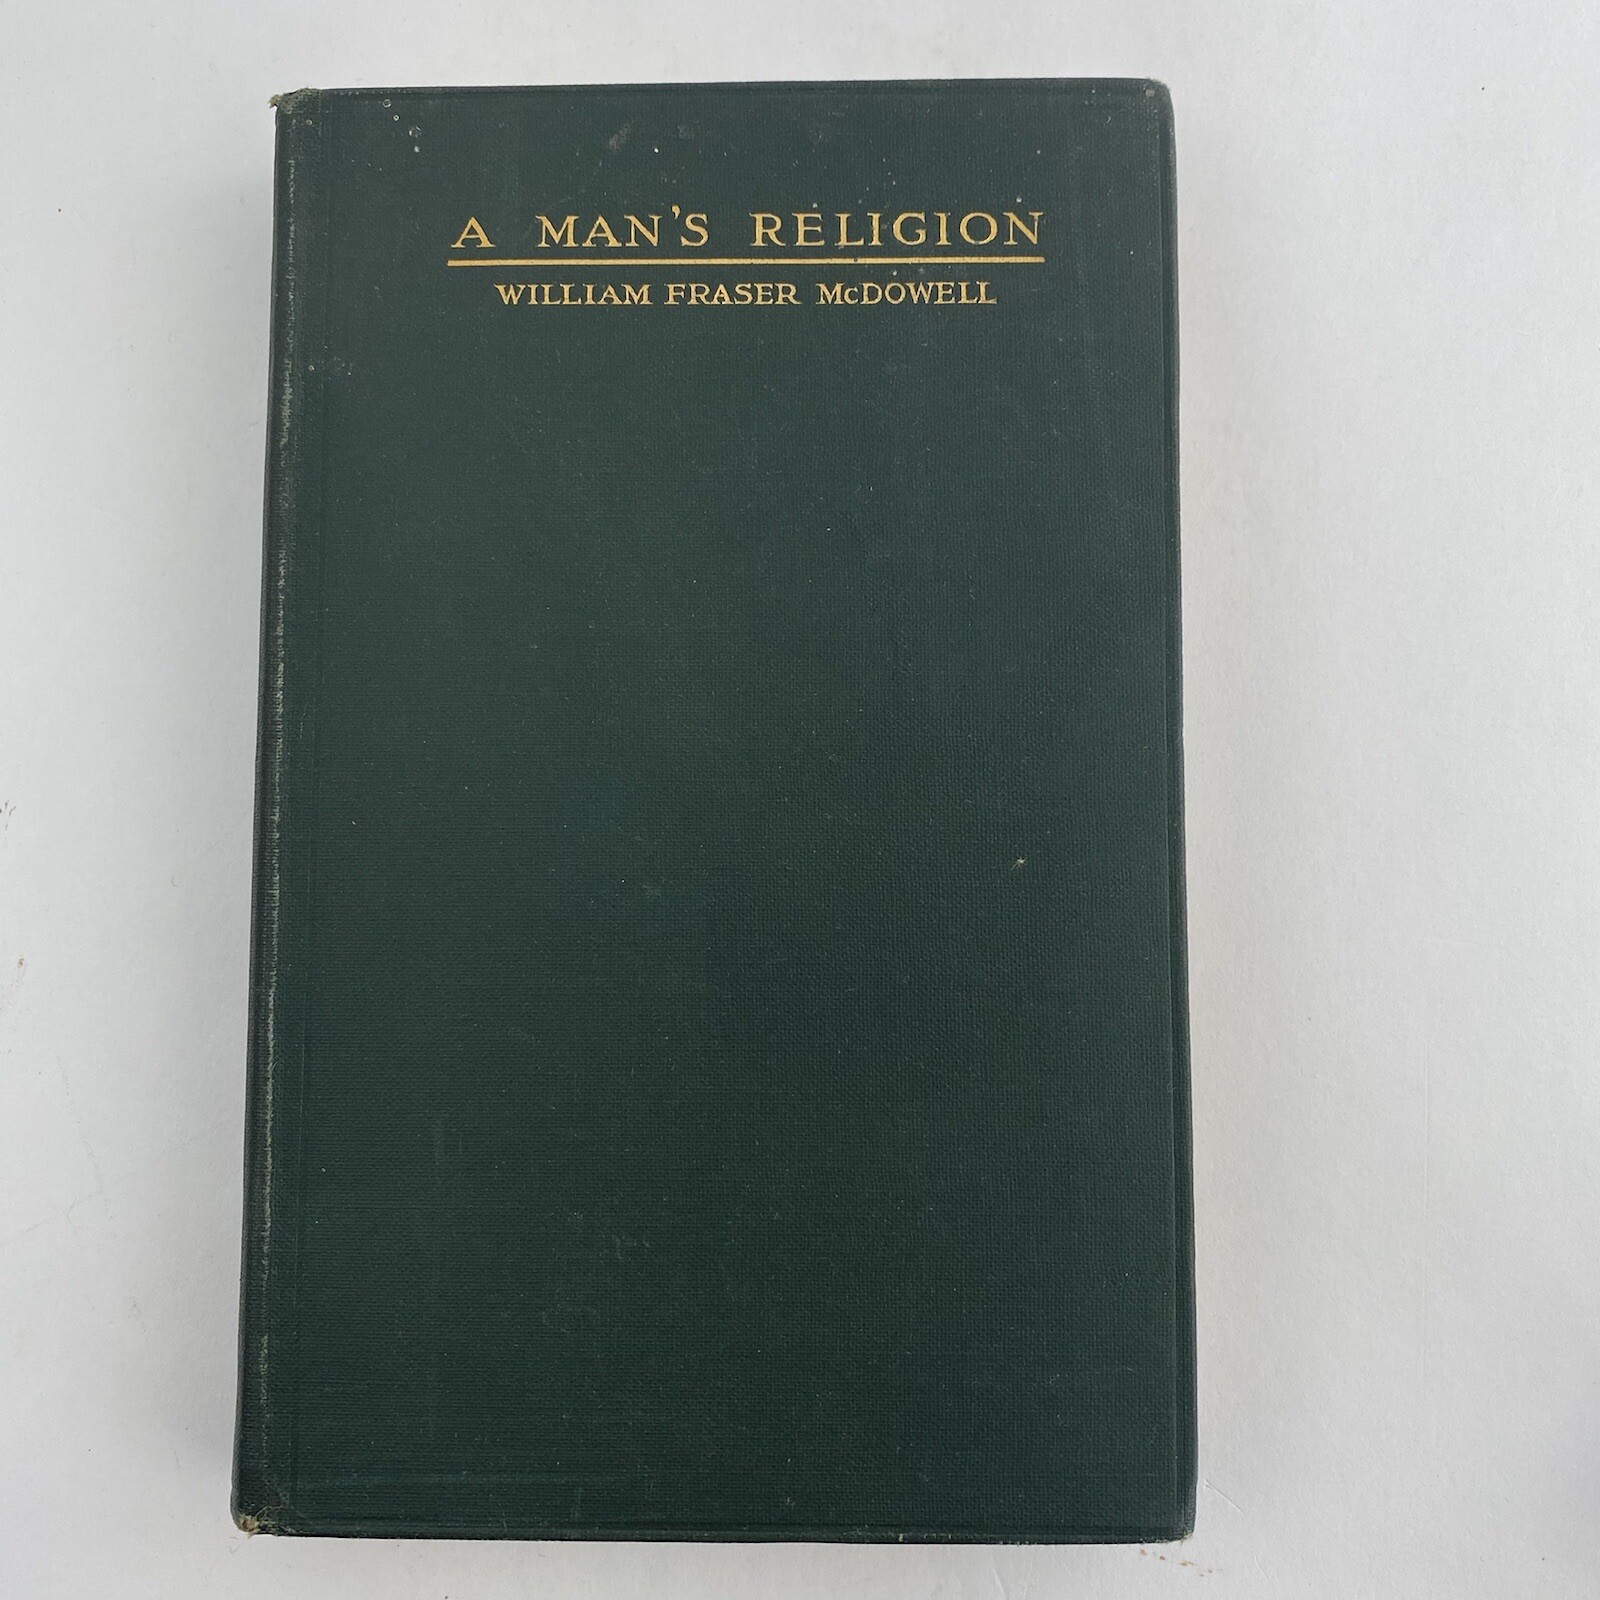 A MAN'S RELIGION
WILLIAM FRASER McDOWELL